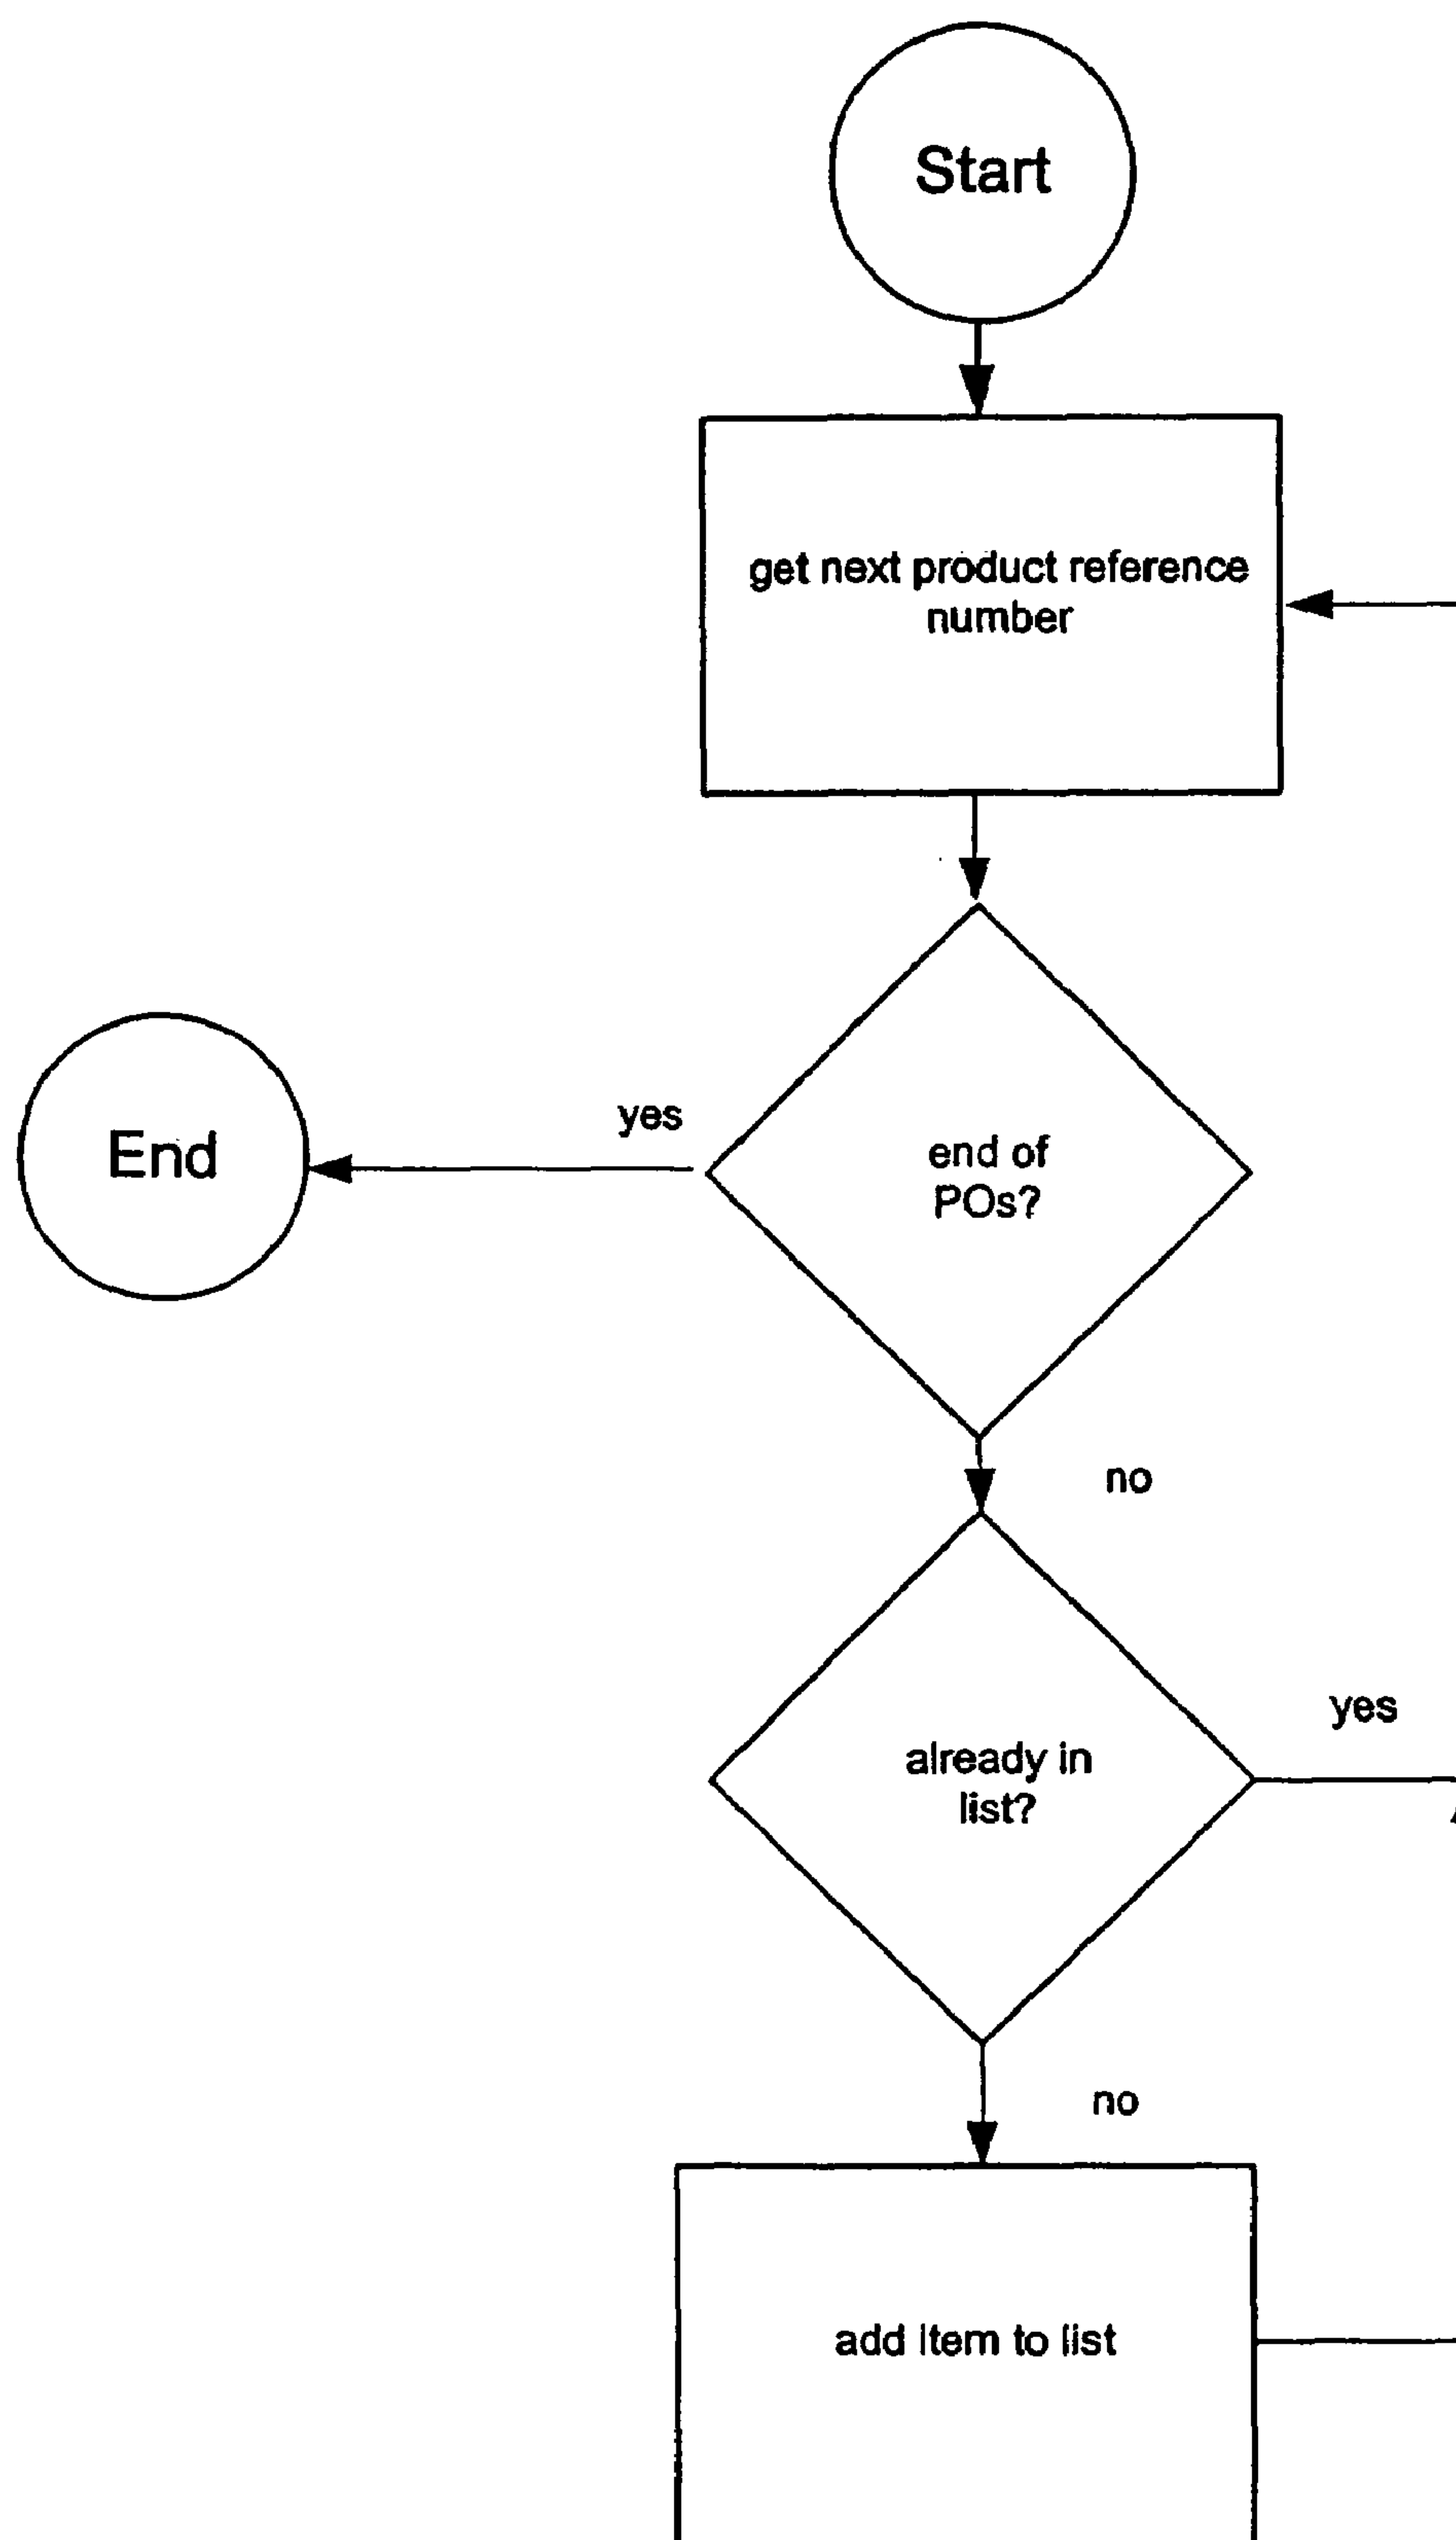 Start
get next product reference
number
end of
POs?
yes
End
no
already in
list?
yes
no
add item to list